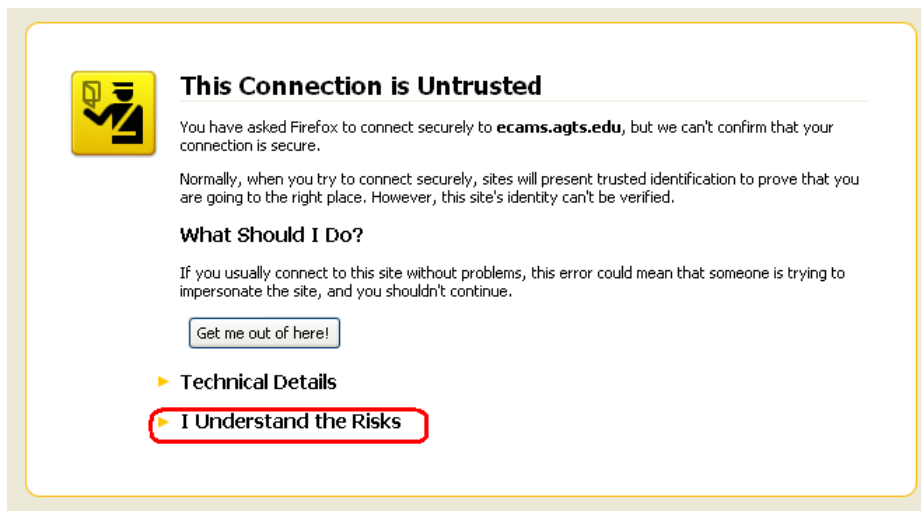 This Connection is Untrusted
You have asked Firefox to connect securely to ecams.agts.edu, but we can't confirm that your
connection is secure.
Normally, when you try to connect securely, sites will present trusted identification to prove that you
are going to the right place. However, this site's identity can't be verified.
What Should I Do?
If you usually connect to this site without problems, this error could mean that someone is trying to
impersonate the site, and you shouldn't continue.
Get me out of here!
Technical Details
I Understand the Risks